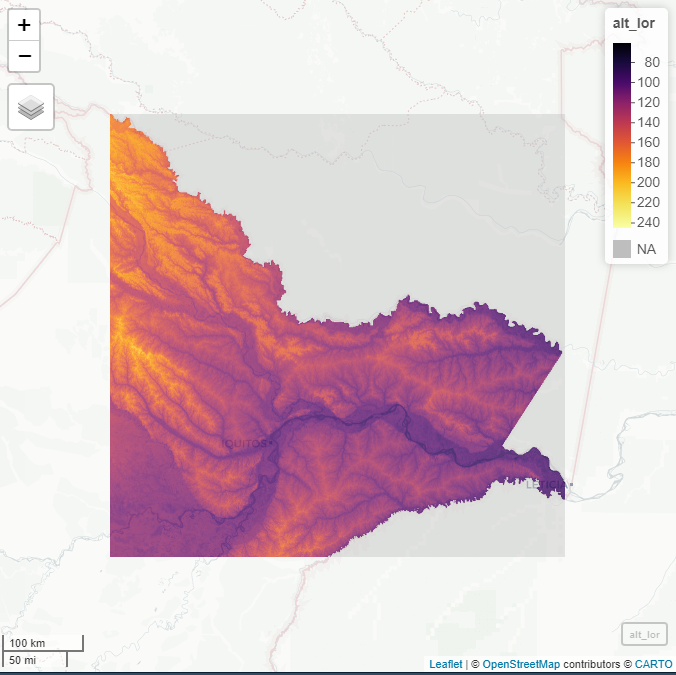 +
−
alt_lor
80
100
120
140
160
180
200
220
240
NA
IQUITOS
LETICIA
100 km
50 mi
alt_lor
Leaflet | © OpenStreetMap contributors © CARTO